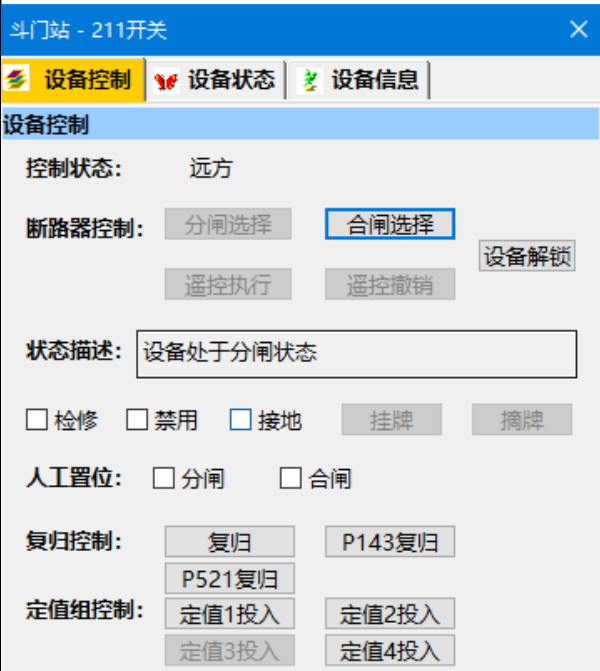 斗门站 - 211开关
设备控制 设备状态 设备信息
设备控制
控制状态： 远方
断路器控制： 分闸选择 合闸选择
设备解锁
遥控执行 遥控撤销
状态描述： 设备处于分闸状态
检修 禁用 接地 挂牌 摘牌
人工置位： 分闸 合闸
复归控制： 复归 P143复归
P521复归
定值组控制： 定值1投入 定值2投入
定值3投入 定值4投入